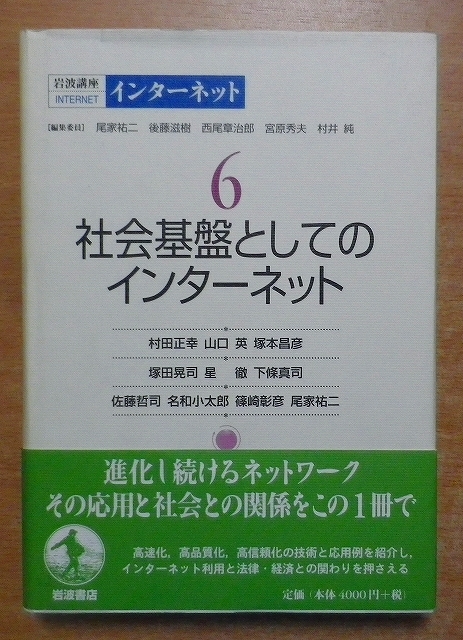 岩波講座
INTERNET
インターネット
[編集委員] 尾家祐二 後藤滋樹 西尾章治郎 宮原秀夫 村井 純
6
社会基盤としての
インターネット
村田正幸 山口 英 塚本昌彦
塚田晃司 星 徹 下條真司
佐藤哲司 名和小太郎 篠崎彰彦 尾家祐二
進化し続けるネットワーク
その応用と社会との関係をこの1冊で
高速化，高品質化，高信頼化の技術と応用例を紹介し，
インターネット利用と法律・経済との関わりを押さえる
岩波書店
定価（本体 4000円＋税）